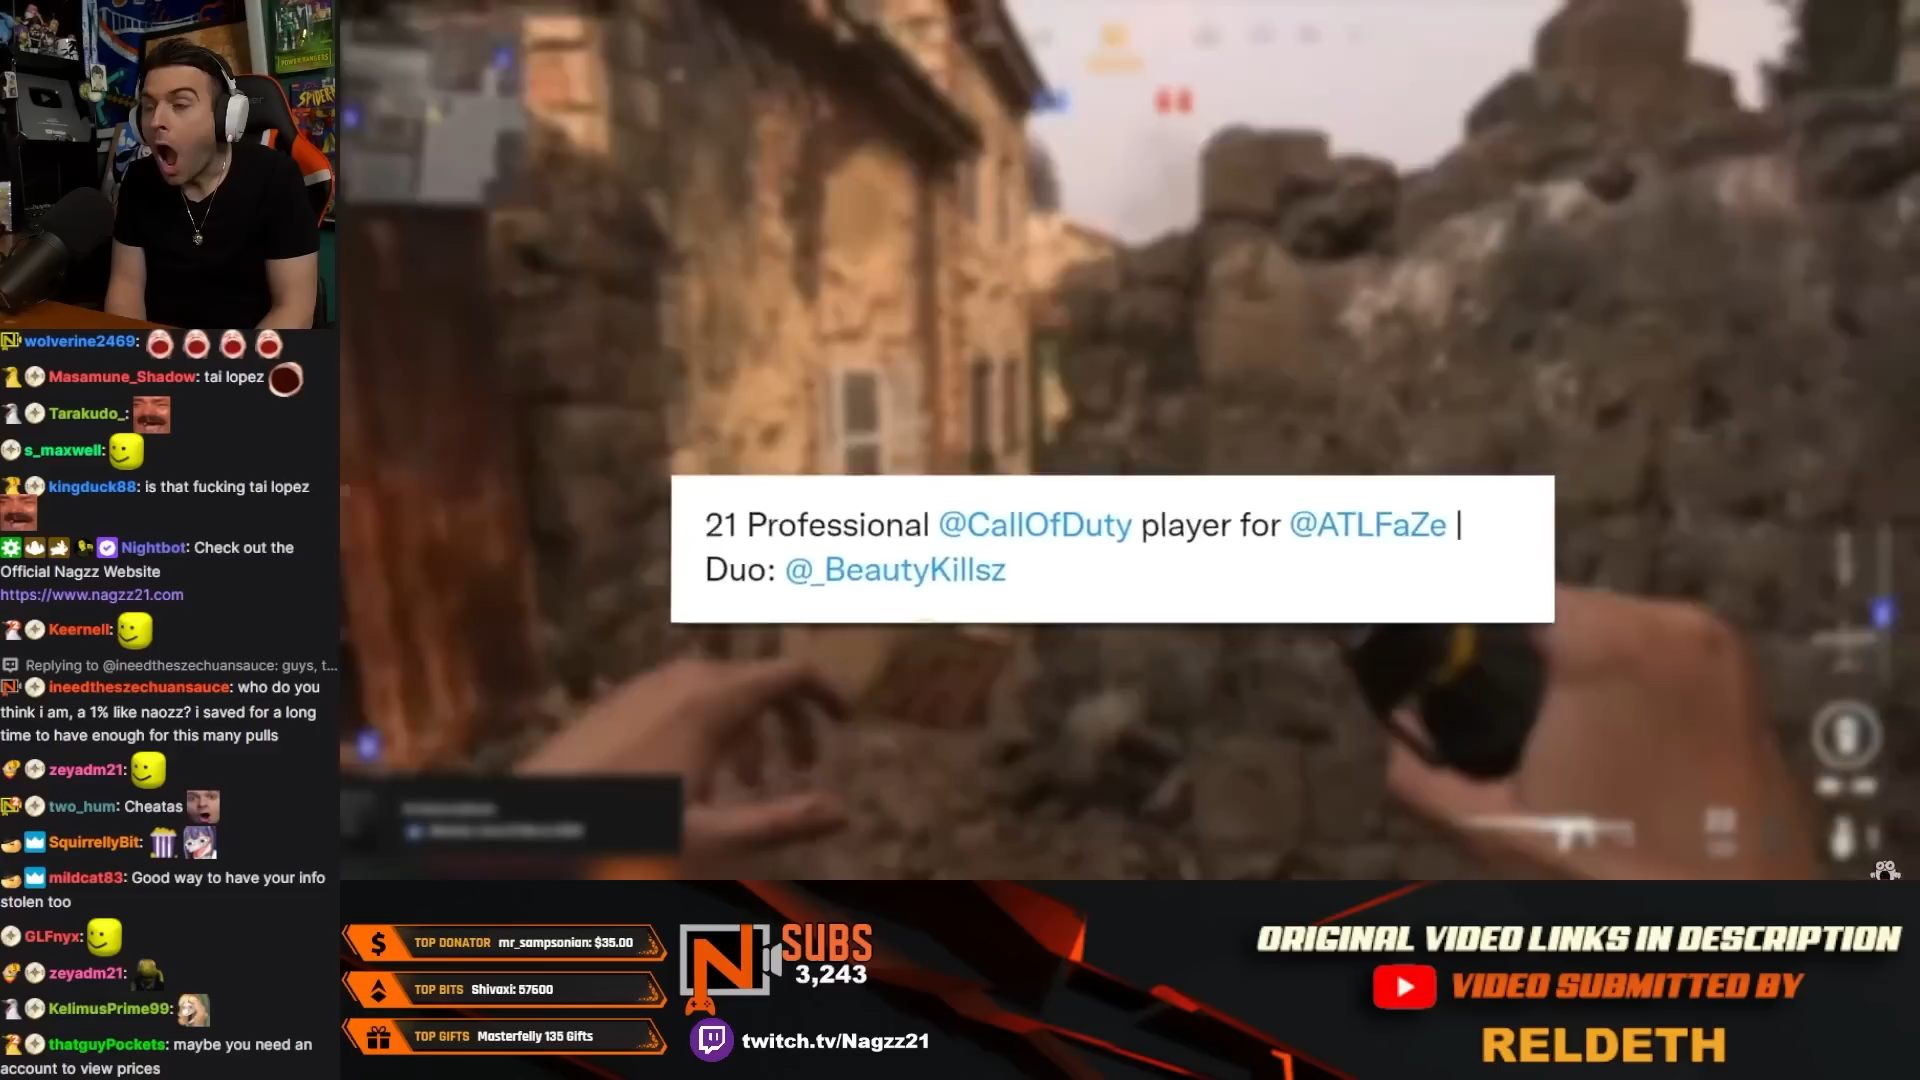 POWER RANGERS
SPIDER
wolverine2469:
Masamune_Shadow: tai lopez
Tarakudo_:
s_maxwell:
kingduck88: is that fucking tai lopez
Nightbot: Check out the
Official Nagzz Website
https://www.nagzz21.com
Keernell:
Replying to @ineedtheszechuansauce: guys, t...
ineedtheszechuansauce: who do you
think i am, a 1% like naozz? i saved for a long
time to have enough for this many pulls
zeyadm21:
two_hum: Cheatas
SquirrellyBit:
mildcat83: Good way to have your info
stolen too
GLFnyx:
zeyadm21:
KelimusPrime99:
thatguyPockets: maybe you need an
account to view prices
21 Professional @CallOfDuty player for @ATLFaZe |
Duo: @_BeautyKillsz
TOP DONATOR mr_sampsonian: $35.00
TOP BITS Shivaxi: 57600
TOP GIFTS Masterfelly 135 Gifts
N SUBS
3,243
twitch.tv/Nagzz21
ORIGINAL VIDEO LINKS IN DESCRIPTION
VIDEO SUBMITTED BY
RELDETH